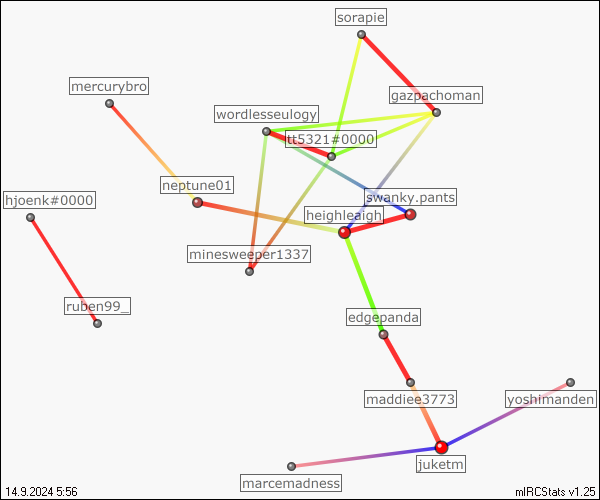 sorapie
mercurybro
gazpachoman
wordlesseulogy
tt5321#0000
neptune01
hjoenk#0000
swanky.pants
heighleaigh
minesweeper1337
ruben99_
edgepanda
maddiee3773
yoshimanden
juketm
marcemadness
14.9.2024 5:56
mIRCStats v1.25